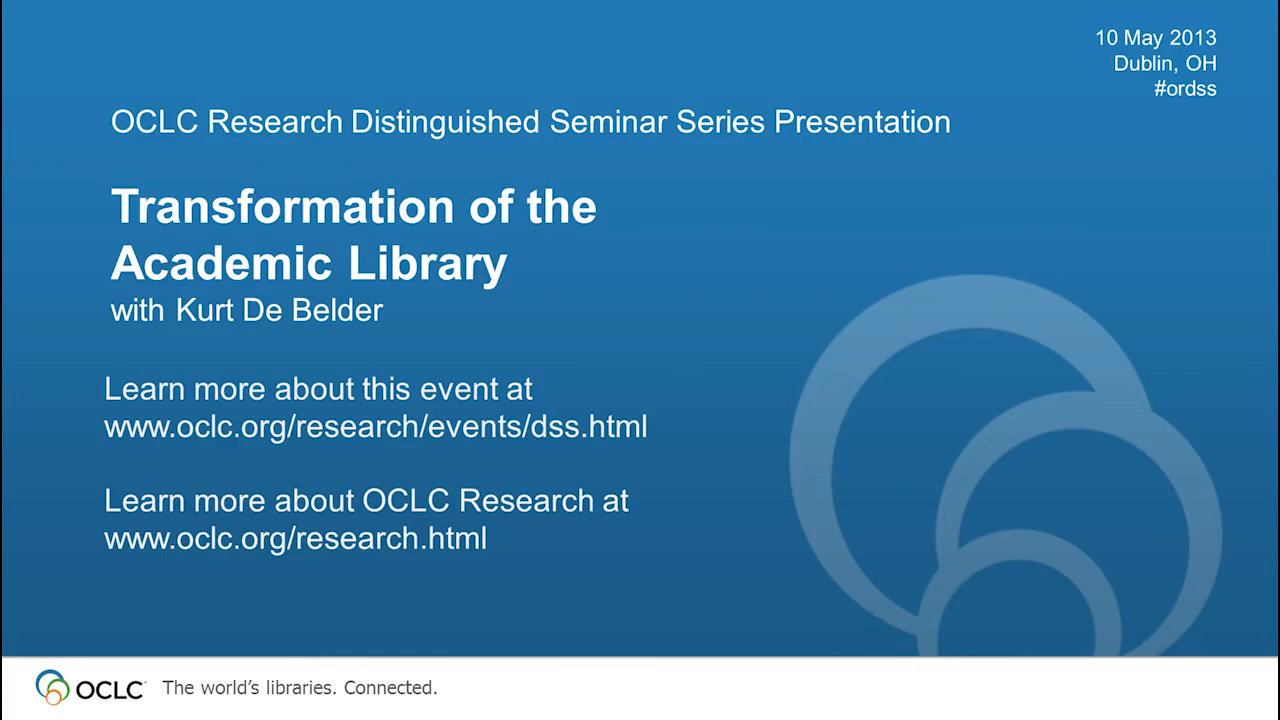 10 May 2013
Dublin, OH
#ordss
OCLC Research Distinguished Seminar Series Presentation
Transformation of the
Academic Library
with Kurt De Belder
Learn more about this event at
www.oclc.org/research/events/dss.html
Learn more about OCLC Research at
www.oclc.org/research.html
OCLC The world's libraries. Connected.